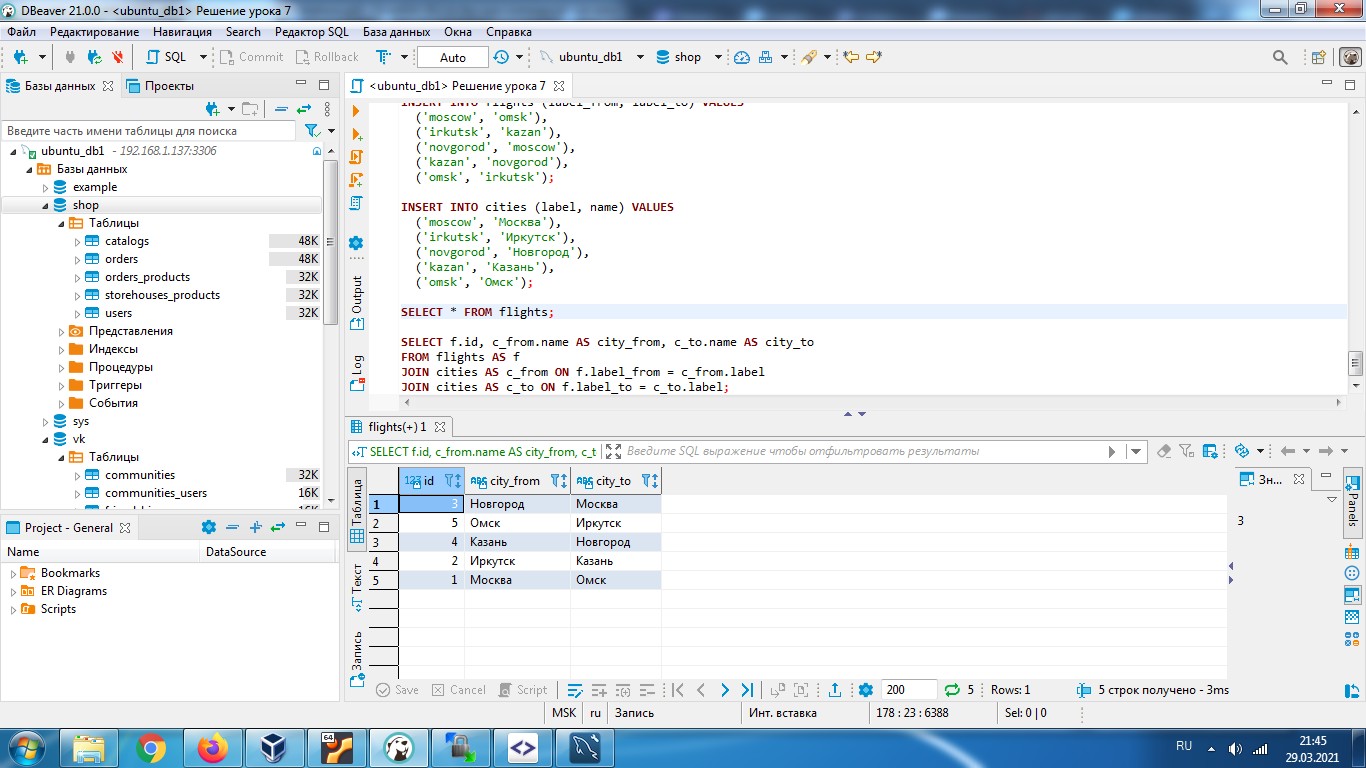 DBeaver 21.0.0 - <ubuntu_db1> Решение урока 7
Файл Редактирование Навигация Search Редактор SQL База данных Окна Справка
SQL Commit Rollback Auto ubuntu_db1 shop
Базы данных Проекты
Введите часть имени таблицы для поиска
ubuntu_db1 - 192.168.1.137:3306
Базы данных
example
shop
Таблицы
catalogs 48K
orders 48K
orders_products 32K
storehouses_products 32K
users 32K
Представления
Индексы
Процедуры
Триггеры
События
sys
vk
Таблицы
communities 32K
communities_users 16K
Project - General
Name DataSource
Bookmarks
ER Diagrams
Scripts
<ubuntu_db1> Решение урока 7
INSERT INTO flights (label_from, label_to) VALUES
('moscow', 'omsk'),
('irkutsk', 'kazan'),
('novgorod', 'moscow'),
('kazan', 'novgorod'),
('omsk', 'irkutsk');
INSERT INTO cities (label, name) VALUES
('moscow', 'Москва'),
('irkutsk', 'Иркутск'),
('novgorod', 'Новгород'),
('kazan', 'Казань'),
('omsk', 'Омск');
SELECT * FROM flights;
SELECT f.id, c_from.name AS city_from, c_to.name AS city_to
FROM flights AS f
JOIN cities AS c_from ON f.label_from = c_from.label
JOIN cities AS c_to ON f.label_to = c_to.label;
Output
Log
flights(+) 1
SELECT f.id, c_from.name AS city_from, c_t Введите SQL выражение чтобы отфильтровать результаты
Таблица
Текст
Запись
123 id ABC city_from ABC city_to
1 3 Новгород Москва
2 5 Омск Иркутск
3 4 Казань Новгород
4 2 Иркутск Казань
5 1 Москва Омск
Зн...
3
Panels
Save Cancel Script 200 5 Rows: 1 5 строк получено - 3ms
MSK ru Запись Инт. вставка 178 : 23 : 6388 Sel: 0 | 0
64
RU
21:45
29.03.2021